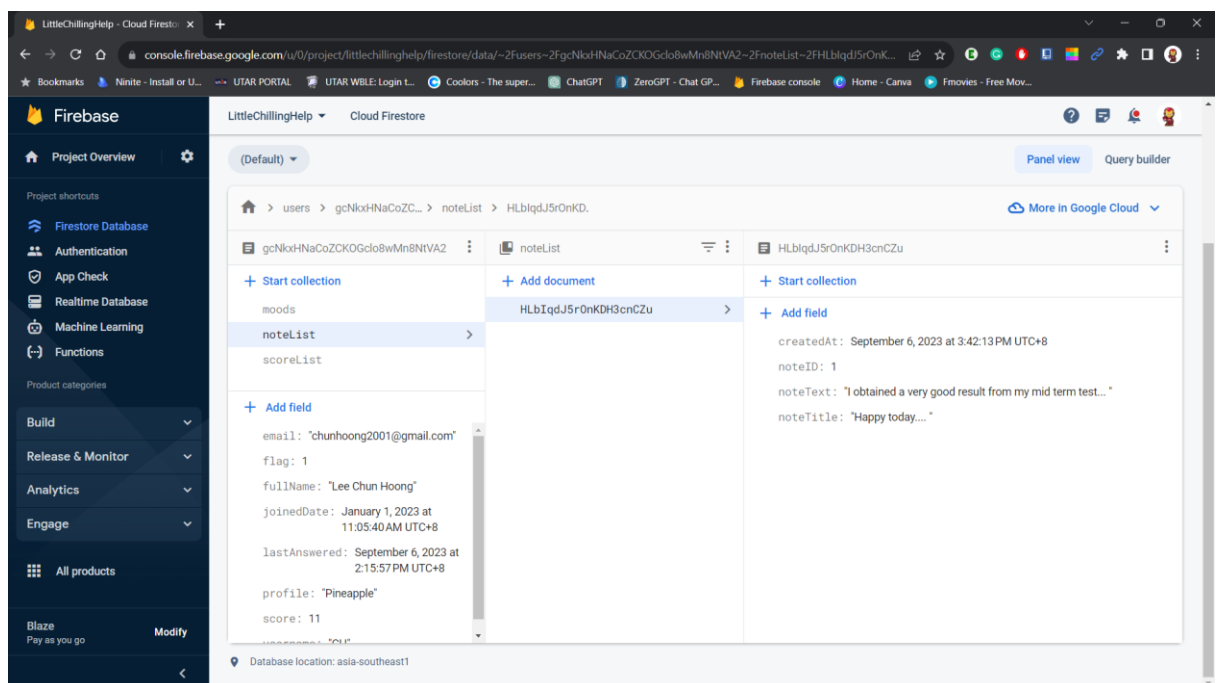 LittleChillingHelp - Cloud Firesto
console.firebase.google.com/u/0/project/littlechillinghelp/firestore/data/~2Fusers~2FgcNkxHNaCoZCKOGclo8wMn8NtVA2~2FnoteList~2FHLbIqdJ5rOnK...
Bookmarks Ninite - Install or U... UTAR PORTAL UTAR WBLE: Login t... Coolors - The super... ChatGPT ZeroGPT - Chat GP... Firebase console Home - Canva Fmovies - Free Mov...
Firebase
LittleChillingHelp Cloud Firestore
Project Overview
(Default)
Panel view Query builder
Project shortcuts
Firestore Database
Authentication
App Check
Realtime Database
Machine Learning
Functions
Product categories
Build
Release & Monitor
Analytics
Engage
All products
Blaze
Pay as you go
Modify
users > gcNkxHNaCoZC... > noteList > HLbIqdJ5rOnKD.
More in Google Cloud
gcNkxHNaCoZCKOGclo8wMn8NtVA2
+ Start collection
moods
noteList
scoreList
+ Add field
email: "chunhoong2001@gmail.com"
flag: 1
fullName: "Lee Chun Hoong"
joinedDate: January 1, 2023 at
11:05:40 AM UTC+8
lastAnswered: September 6, 2023 at
2:15:57 PM UTC+8
profile: "Pineapple"
score: 11
noteList
+ Add document
HLbIqdJ5rOnKDH3cnCZu
HLbIqdJ5rOnKDH3cnCZu
+ Start collection
+ Add field
createdAt: September 6, 2023 at 3:42:13 PM UTC+8
noteID: 1
noteText: "I obtained a very good result from my mid term test... "
noteTitle: "Happy today.... "
Database location: asia-southeast1